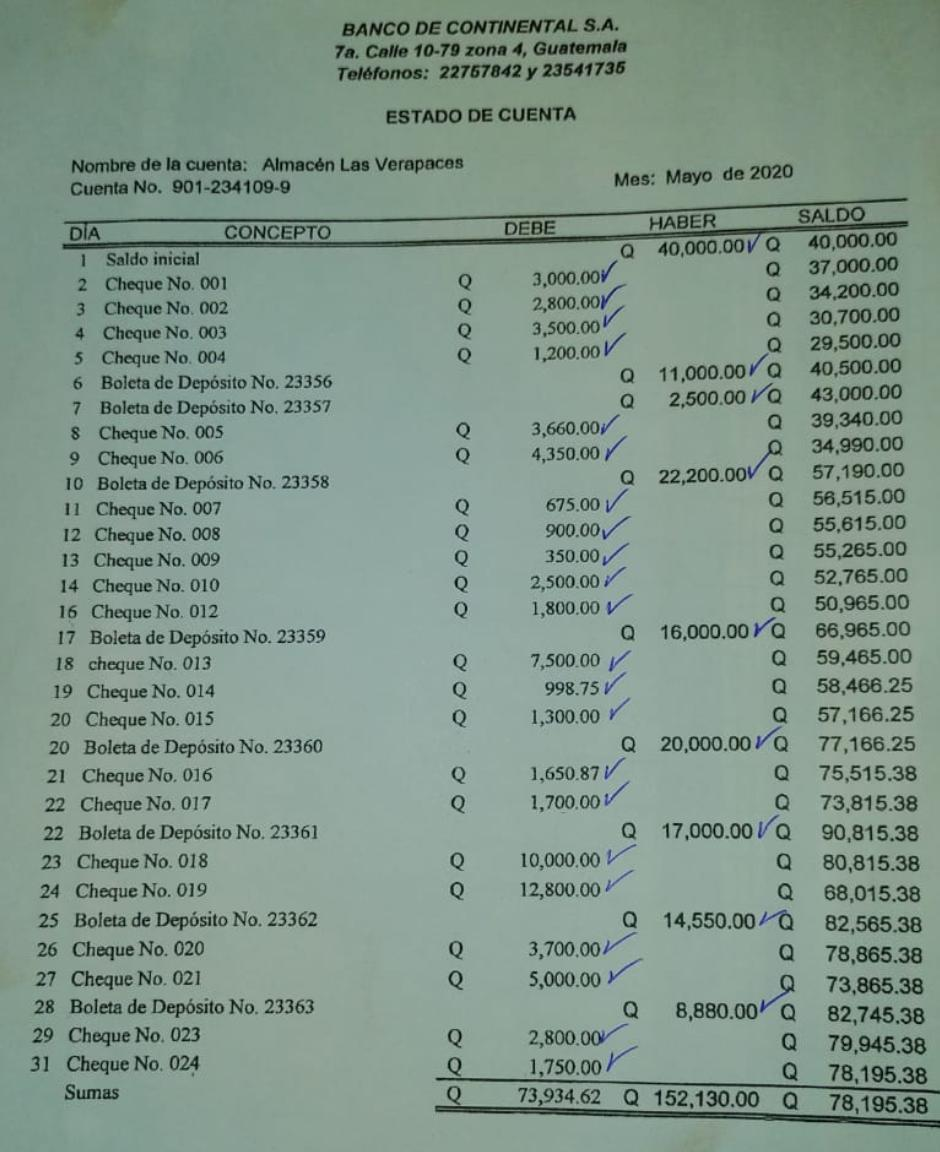 BANCO DE CONTINENTAL S.A.
7a. Calle 10-79 zona 4, Guatemala
Teléfonos: 22757842 y 23541735
ESTADO DE CUENTA
Nombre de la cuenta: Almacén Las Verapaces
Cuenta No. 901-234109-9 Mes: Mayo de 2020
DÍA CONCEPTO DEBE HABER SALDO
1 Saldo inicial Q 40,000.00 Q 40,000.00
2 Cheque No. 001 Q 3,000.00 Q 37,000.00
3 Cheque No. 002 Q 2,800.00 Q 34,200.00
4 Cheque No. 003 Q 3,500.00 Q 30,700.00
5 Cheque No. 004 Q 1,200.00 Q 29,500.00
6 Boleta de Depósito No. 23356 Q 11,000.00 Q 40,500.00
7 Boleta de Depósito No. 23357 Q 2,500.00 Q 43,000.00
8 Cheque No. 005 Q 3,660.00 Q 39,340.00
9 Cheque No. 006 Q 4,350.00 Q 34,990.00
10 Boleta de Depósito No. 23358 Q 22,200.00 Q 57,190.00
11 Cheque No. 007 Q 675.00 Q 56,515.00
12 Cheque No. 008 Q 900.00 Q 55,615.00
13 Cheque No. 009 Q 350.00 Q 55,265.00
14 Cheque No. 010 Q 2,500.00 Q 52,765.00
16 Cheque No. 012 Q 1,800.00 Q 50,965.00
17 Boleta de Depósito No. 23359 Q 16,000.00 Q 66,965.00
18 cheque No. 013 Q 7,500.00 Q 59,465.00
19 Cheque No. 014 Q 998.75 Q 58,466.25
20 Cheque No. 015 Q 1,300.00 Q 57,166.25
20 Boleta de Depósito No. 23360 Q 20,000.00 Q 77,166.25
21 Cheque No. 016 Q 1,650.87 Q 75,515.38
22 Cheque No. 017 Q 1,700.00 Q 73,815.38
22 Boleta de Depósito No. 23361 Q 17,000.00 Q 90,815.38
23 Cheque No. 018 Q 10,000.00 Q 80,815.38
24 Cheque No. 019 Q 12,800.00 Q 68,015.38
25 Boleta de Depósito No. 23362 Q 14,550.00 Q 82,565.38
26 Cheque No. 020 Q 3,700.00 Q 78,865.38
27 Cheque No. 021 Q 5,000.00 Q 73,865.38
28 Boleta de Depósito No. 23363 Q 8,880.00 Q 82,745.38
29 Cheque No. 023 Q 2,800.00 Q 79,945.38
31 Cheque No. 024 Q 1,750.00 Q 78,195.38
Sumas Q 73,934.62 Q 152,130.00 Q 78,195.38